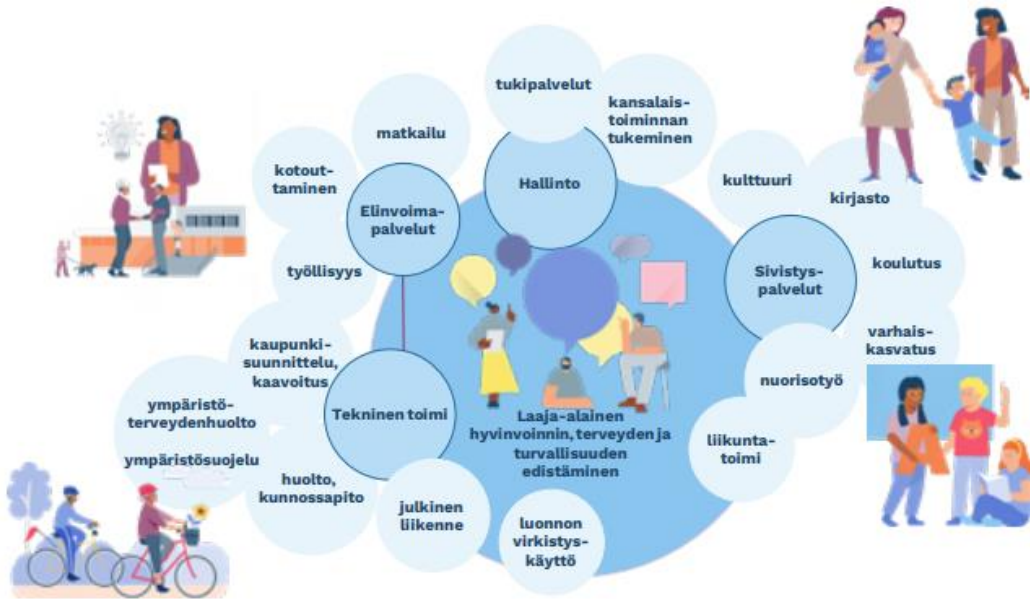 tukipalvelut
kansalais-
toiminnan
tukeminen
matkailu
kotout-
taminen
Hallinto
kulttuuri
kirjasto
Elinvoima-
palvelut
työllisyys
Sivistys-
palvelut
koulutus
varhais-
kasvatus
kaupunki-
suunnittelu,
kaavoitus
nuorisotyö
ympäristö-
terveydenhuolto
ympäristösuojelu
Tekninen toimi
Laaja-alainen
hyvinvoinnin, terveyden ja
turvallisuuden
edistäminen
liikunta-
toimi
huolto,
kunnossapito
julkinen
liikenne
luonnon
virkistys-
käyttö